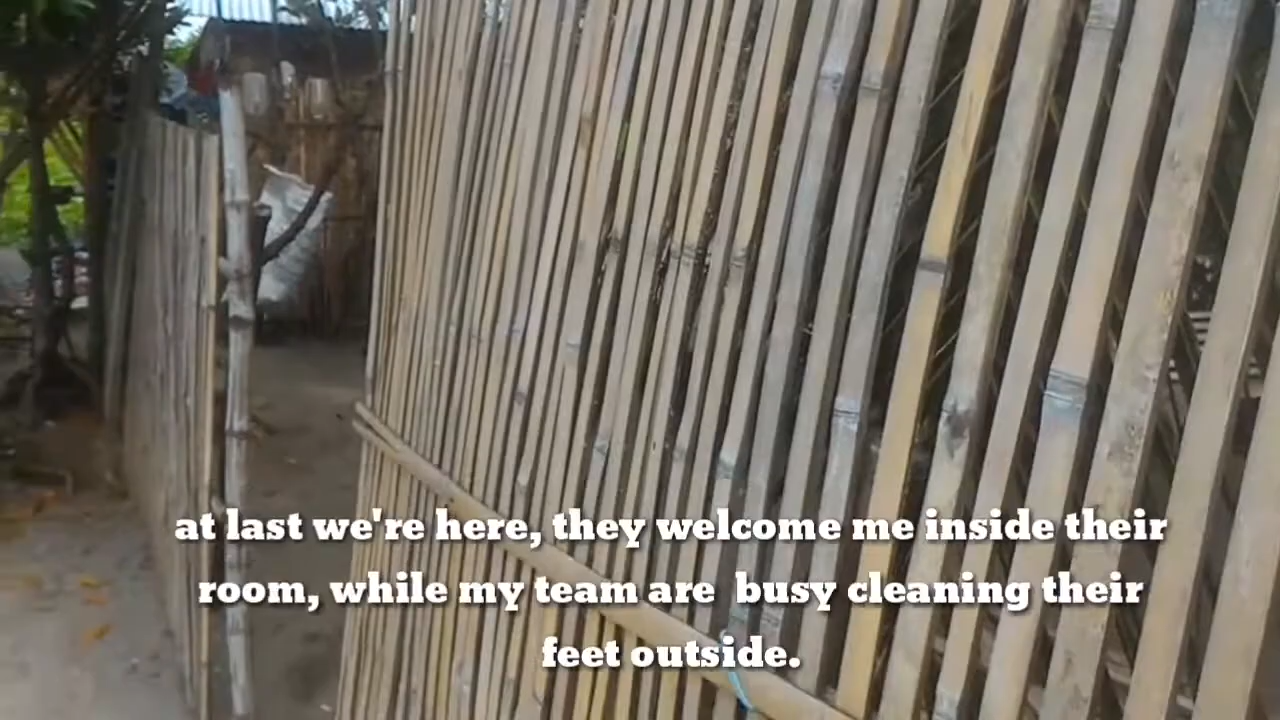 at last we're here, they welcome me inside their
room, while my team are  busy cleaning their
feet outside.